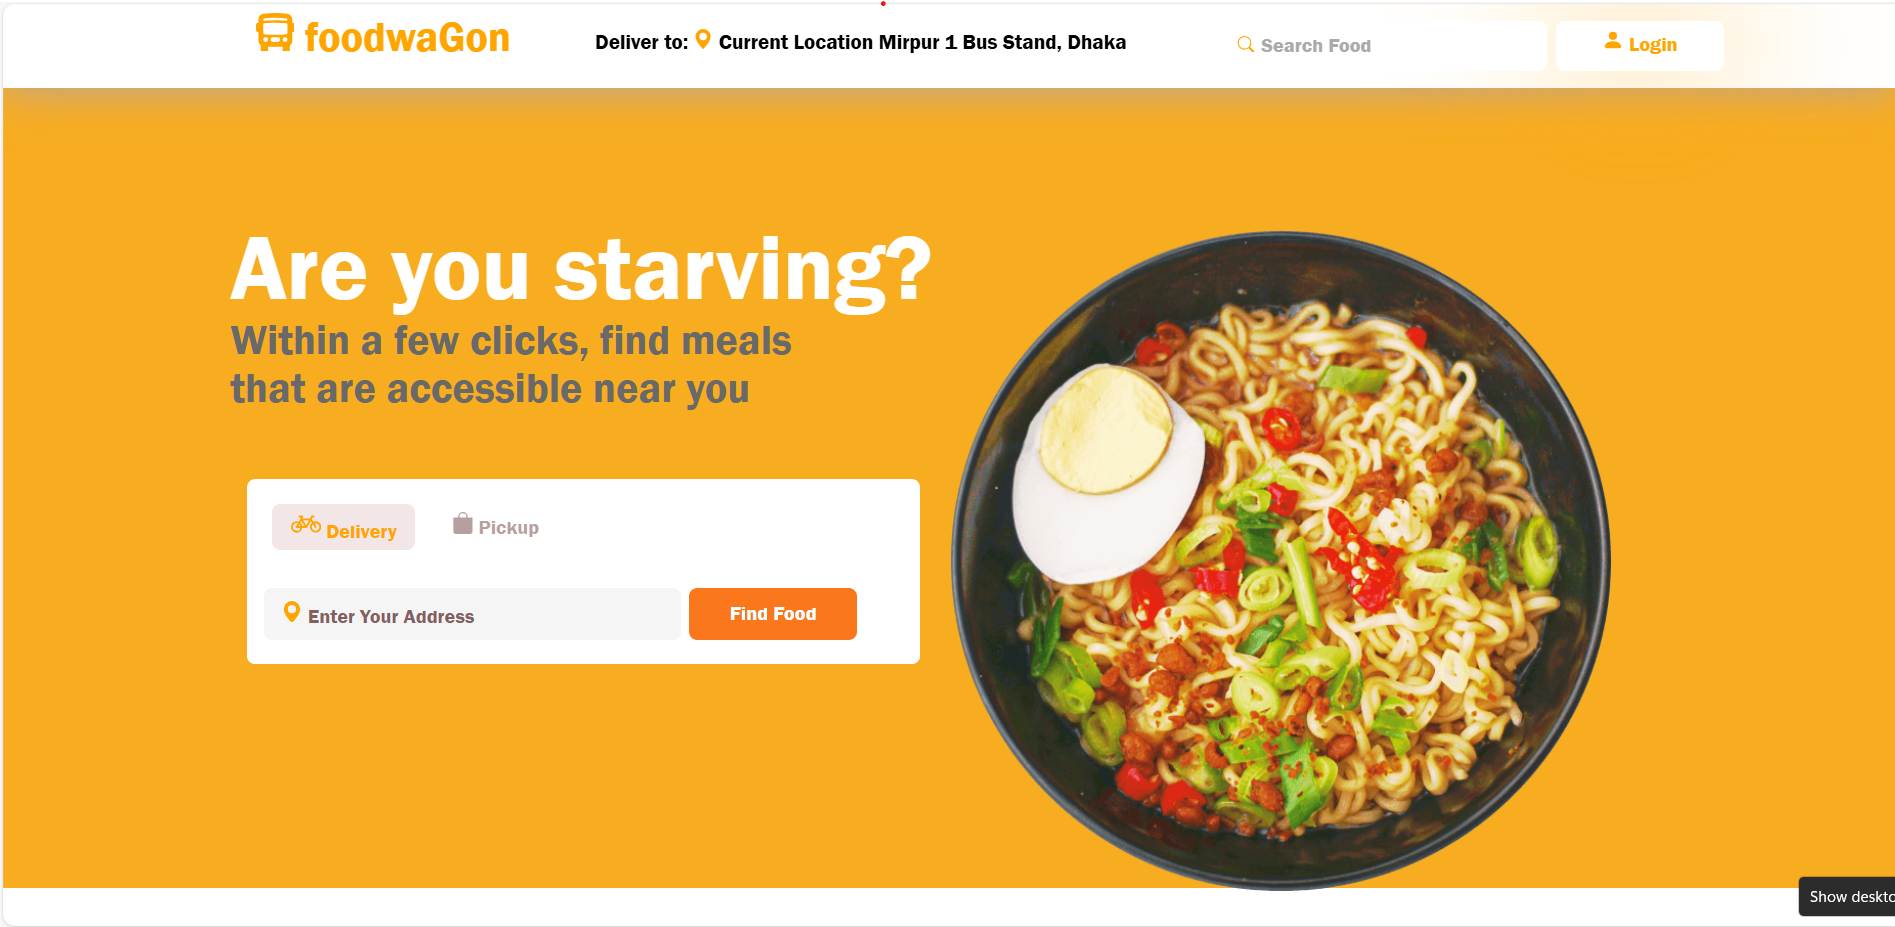 foodwaGon
Deliver to: Current Location Mirpur 1 Bus Stand, Dhaka
Search Food
Login
Are you starving?
Within a few clicks, find meals
that are accessible near you
Delivery
Pickup
Enter Your Address
Find Food
Show deskto